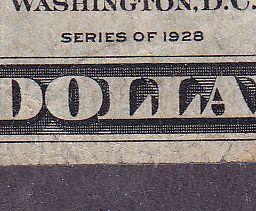 WASHINGTON, D.C.
SERIES OF 1928
DOLLA